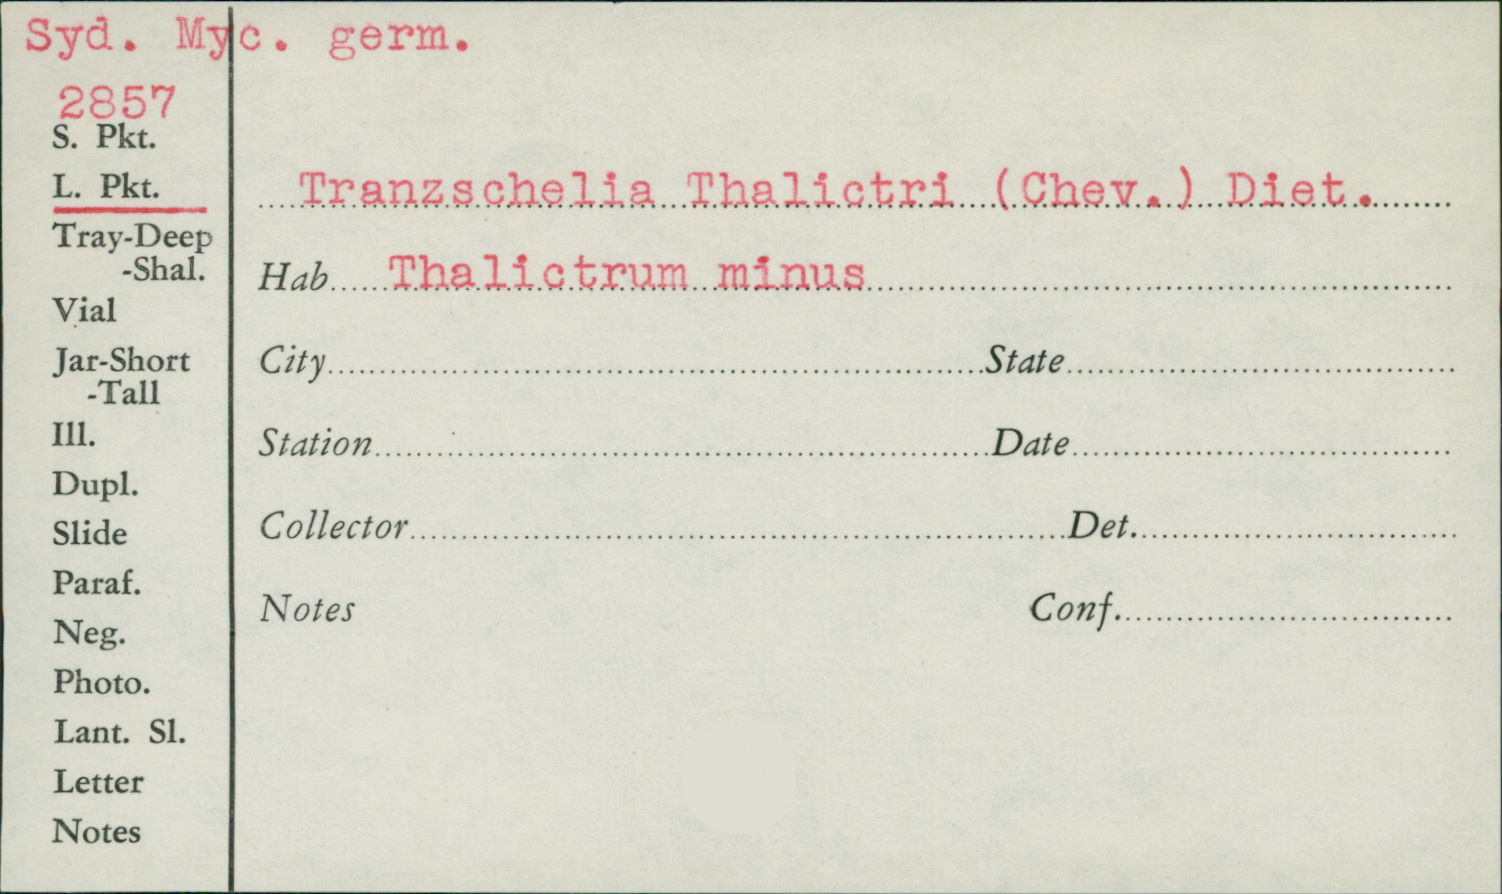 Syd. Myc. germ.
2857
S. Pkt.
L. Pkt.
Tranzschelia Thalictri (Chev.) Diet.
Tray-Deep
-Shal.
Hab Thalictrum minus
Vial
Jar-Short
-Tall
City State
Ill.
Station Date
Dupl.
Slide
Collector Det.
Paraf.
Neg.
Notes Conf.
Photo.
Lant. Sl.
Letter
Notes